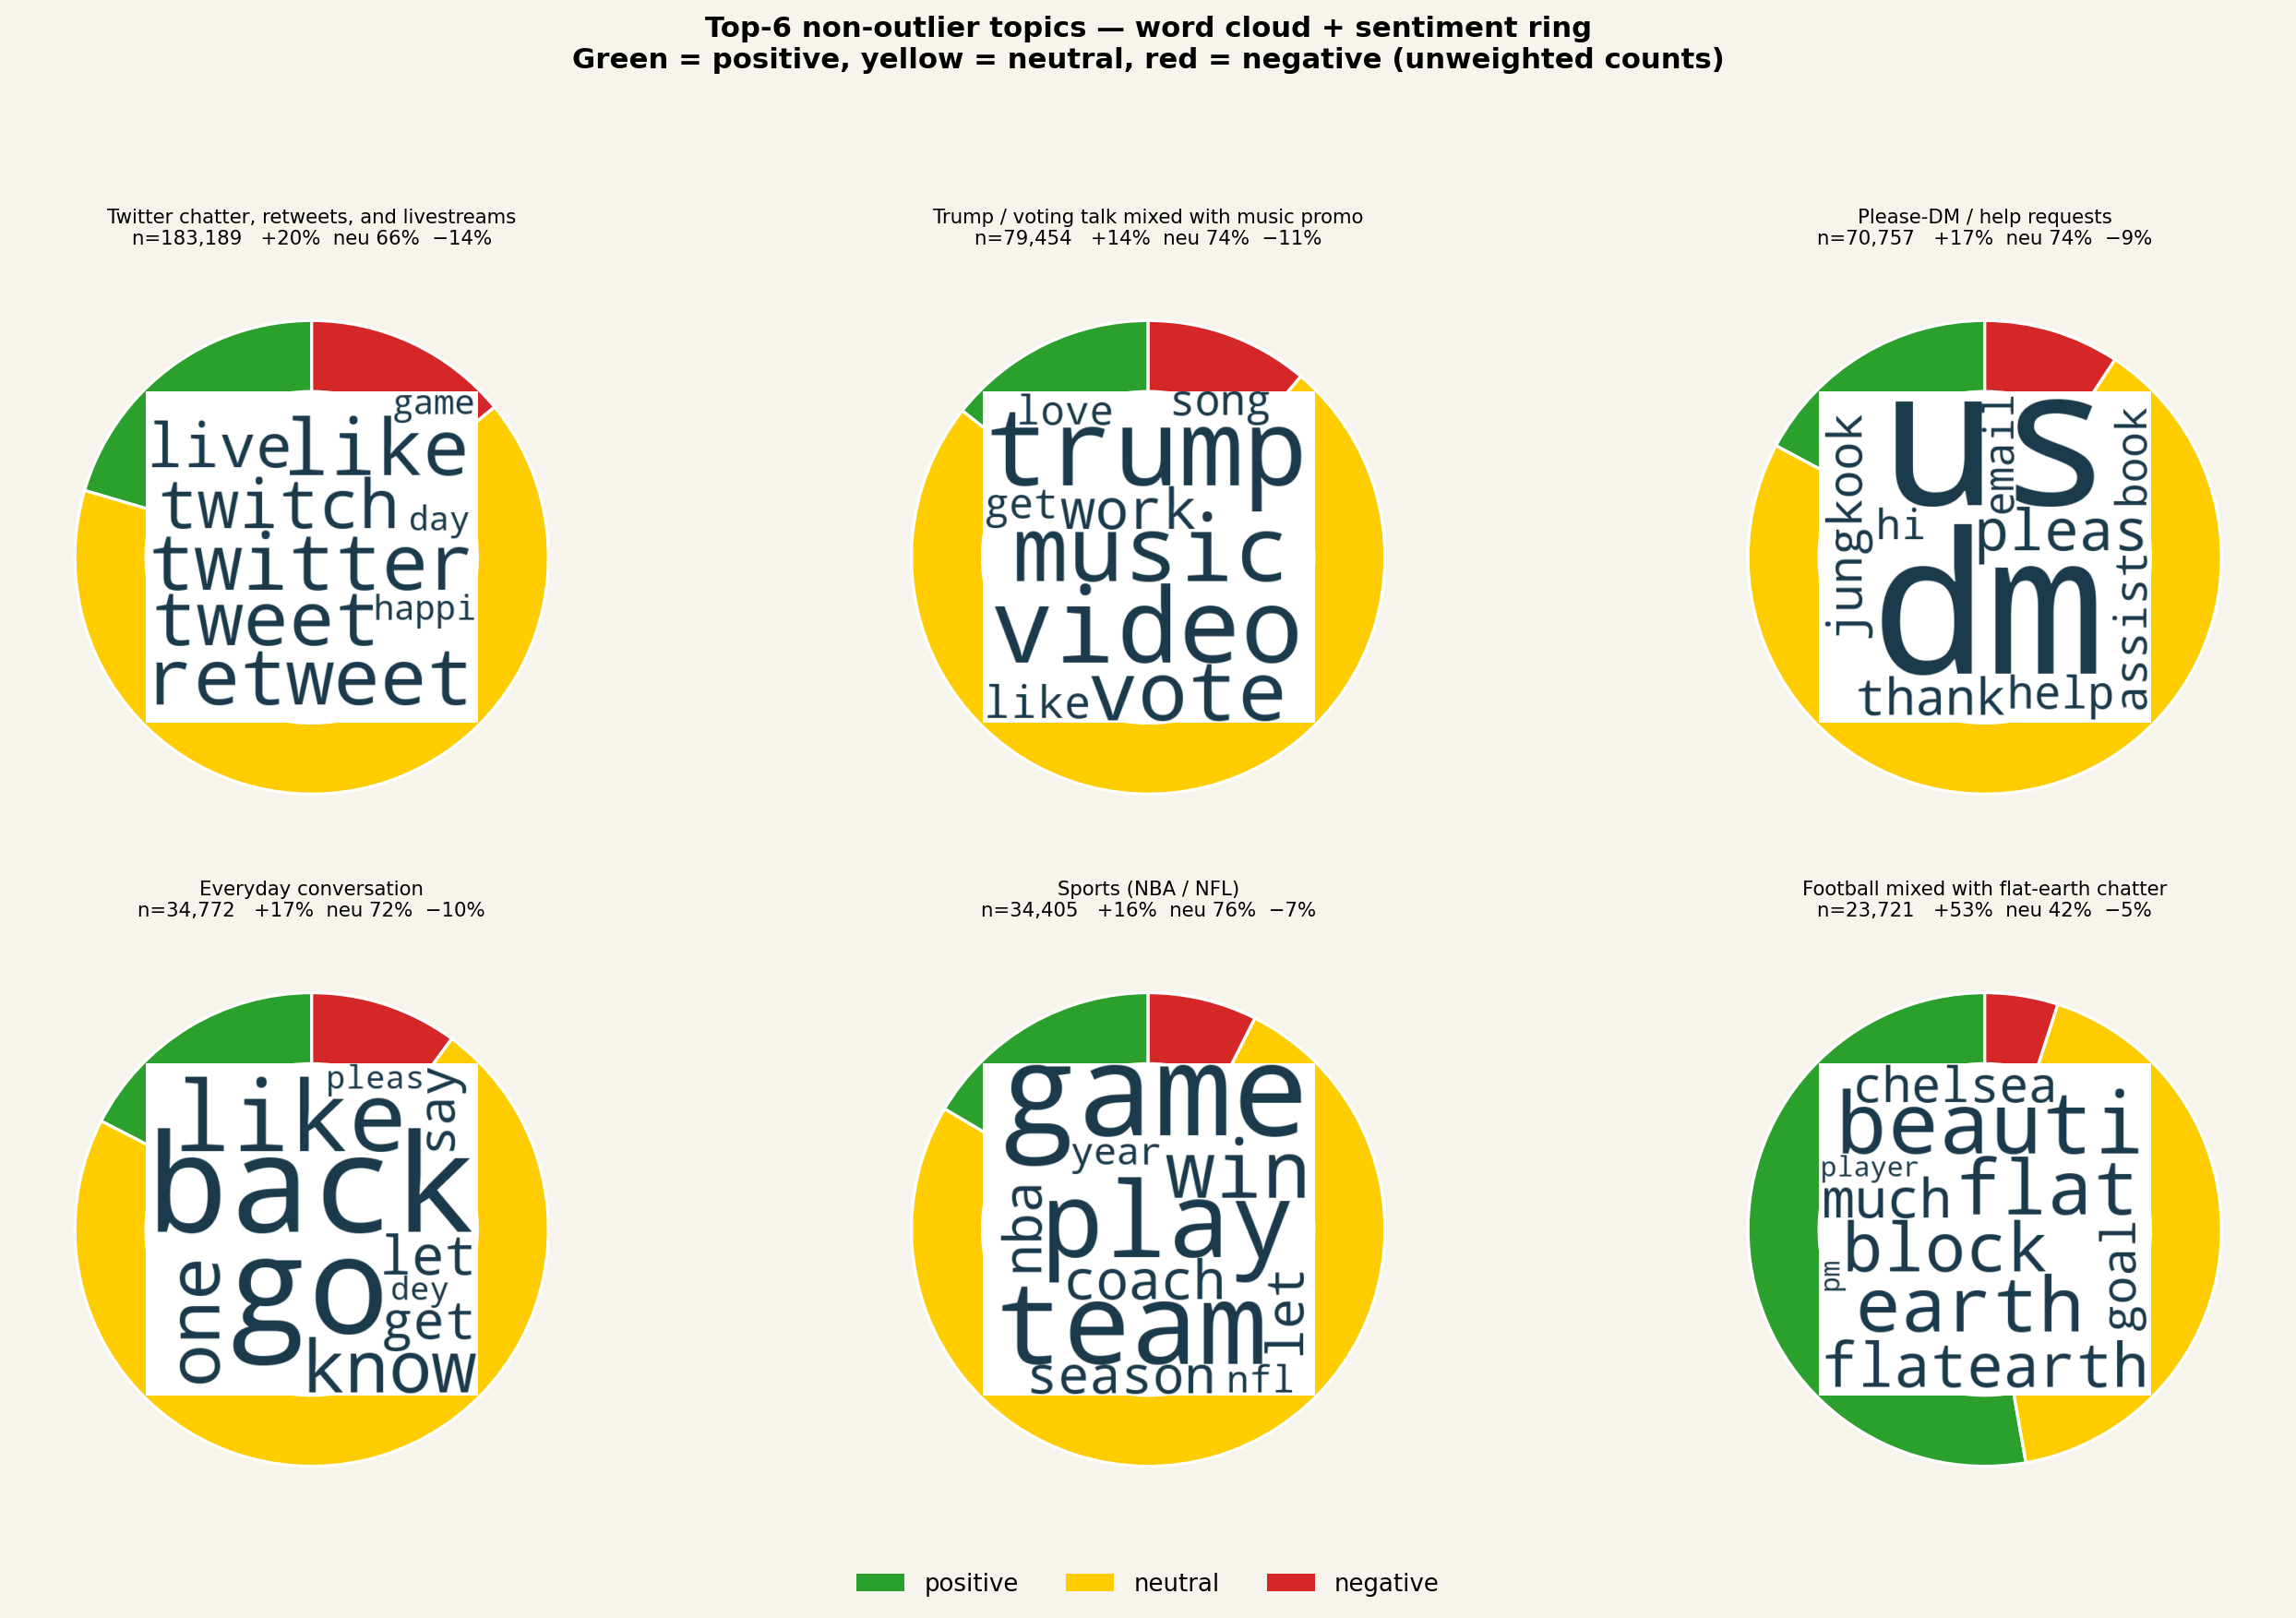 Top-6 non-outlier topics — word cloud + sentiment ring
Green = positive, yellow = neutral, red = negative (unweighted counts)
Twitter chatter, retweets, and livestreams
n=183,189   +20%  neu 66%  −14%
game
live like
twitch day
twitter
tweet happi
retweet
Trump / voting talk mixed with music promo
n=79,454   +14%  neu 74%  −11%
love song
trump
get work
music
video
like vote
Please-DM / help requests
n=70,757   +17%  neu 74%  −9%
us
email
book
jungkook
hi
pleas
dm
assist
thank help
Everyday conversation
n=34,772   +17%  neu 72%  −10%
pleas
like
say
back
let
one
go
dey
get
know
Sports (NBA / NFL)
n=34,405   +16%  neu 76%  −7%
game
year win
nba
play
coach
let
team
season nfl
Football mixed with flat-earth chatter
n=23,721   +53%  neu 42%  −5%
chelsea
beauti
player
much flat
block
goal
pm
earth
flatearth
positive neutral negative